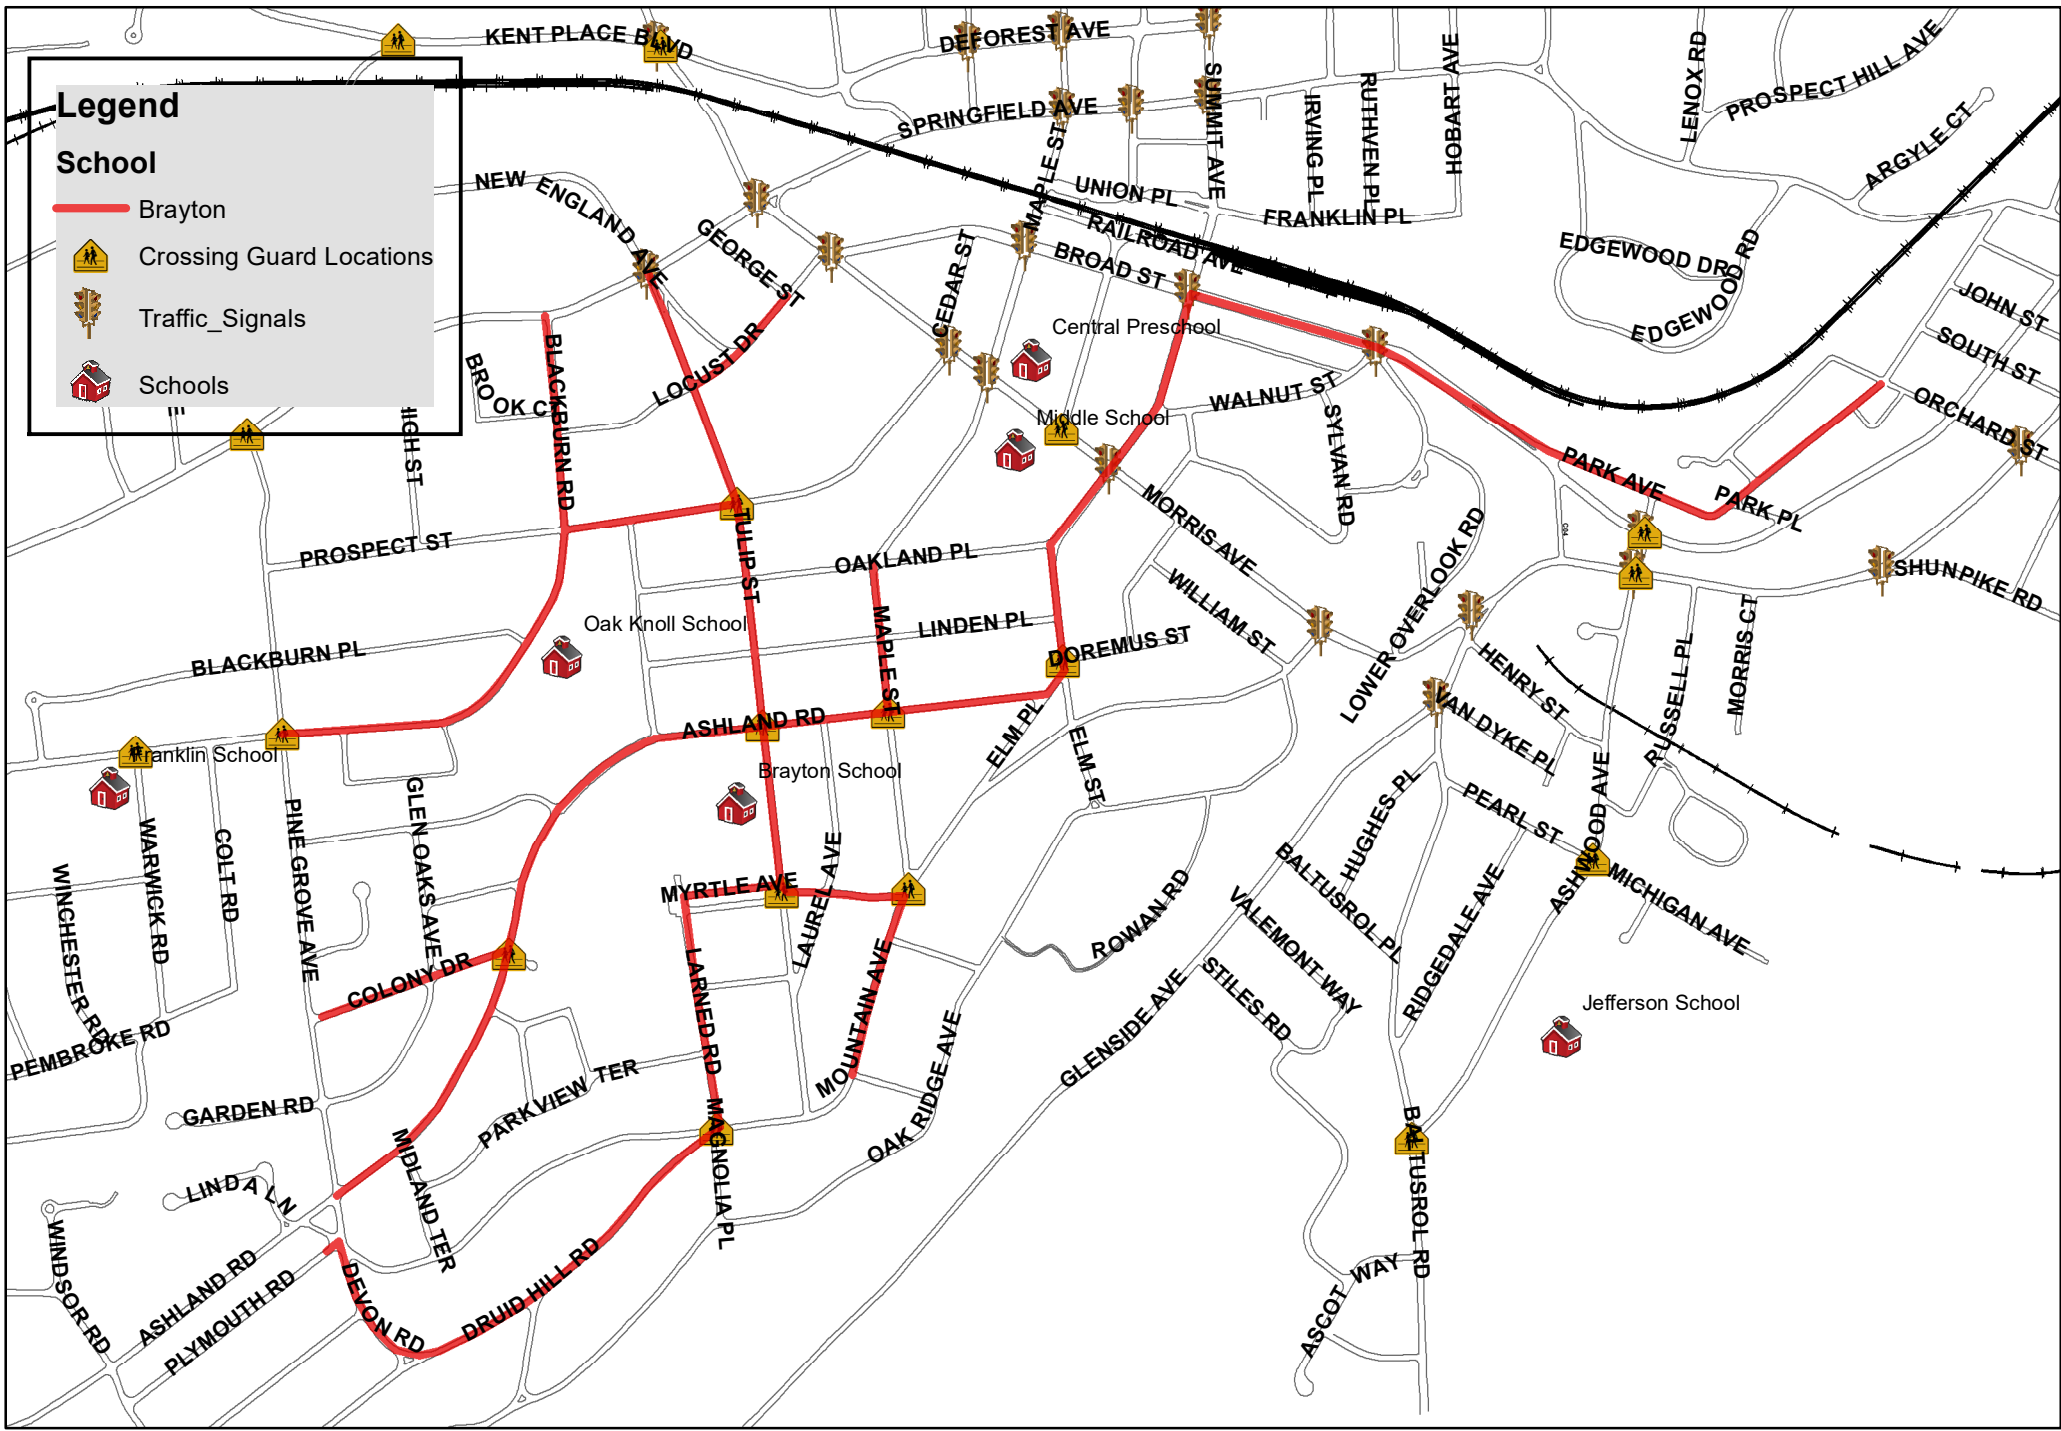 KENT PLACE BLVD
DEFOREST AVE
Legend
School
Brayton
Crossing Guard Locations
Traffic_Signals
Schools
SPRINGFIELD AVE
MAPLE ST
SUMMIT AVE
IRVING PL
RUTHVEN PL
HOBART AVE
LENOX RD
PROSPECT HILL AVE
ARGYLE CT
NEW ENGLAND AVE
UNION PL
FRANKLIN PL
RAILROAD AVE
GEORGE ST
CEDAR ST
BROAD ST
EDGEWOOD DR
EDGEWOOD RD
JOHN ST
SOUTH ST
ORCHARD ST
Central Preschool
BROOK CT
BLACKBURN RD
LOCUST DR
WALNUT ST
SYLVAN RD
Middle School
IGH ST
PARK AVE
PARK PL
PROSPECT ST
TULIP ST
OAKLAND PL
MORRIS AVE
WILLIAM ST
LOWER OVERLOOK RD
SHUNPIKE RD
Oak Knoll School
MAPLE ST
LINDEN PL
DOREMUS ST
BLACKBURN PL
HENRY ST
VAN DYKE PL
RUSSELL PL
MORRIS CT
RUSSELL PL
ASHLAND RD
ELM PL
ELM ST
Franklin School
Brayton School
HUGHES PL
PEARL ST
ASHWOOD AVE
MICHIGAN AVE
WINCHESTER RD
WARWICK RD
COLT RD
PINE GROVE AVE
GLEN OAKS AVE
MYRTLE AVE
LAUREL AVE
BALTUSROL PL
VALEMONT WAY
RIDGEDALE AVE
ROWAN RD
COLONY DR
LARNED RD
MOUNTAIN AVE
STILES RD
GLENSIDE AVE
Jefferson School
PEMBROKE RD
GARDEN RD
PARKVIEW TER
OAK RIDGE AVE
MAGNOLIA PL
MIDLAND TER
LINDA LN
BALTUSROL RD
WINDSOR RD
ASHLAND RD
PLYMOUTH RD
DEVON RD
DRUID HILL RD
ASCOT WAY